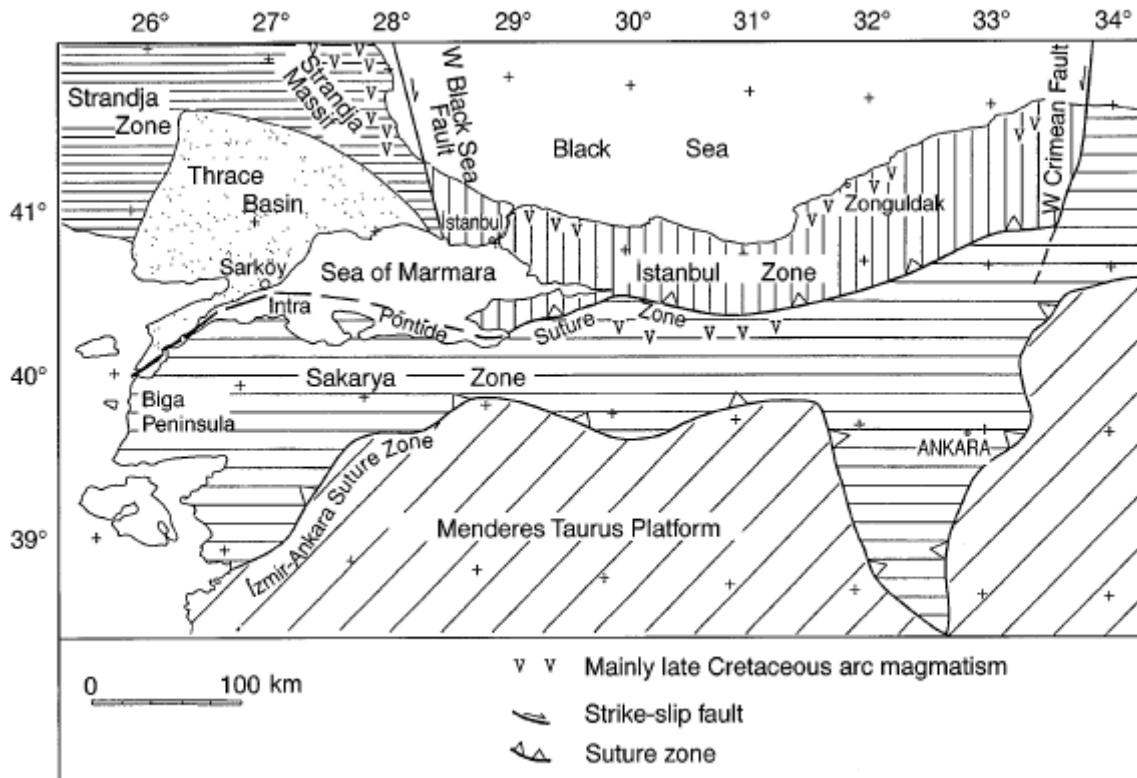 26° 27° 28° 29° 30° 31° 32° 33° 34°
41°
40°
39°
Strandja
Zone
Strandja
Massif
W Black Sea
Fault
Black Sea
W Crimean Fault
Thrace
Basin
İstanbul
Zonguldak
Sarköy
Sea of Marmara
İstanbul Zone
Intra Pontide Suture Zone
Sakarya Zone
Biga
Peninsula
ANKARA
İzmir-Ankara Suture Zone
Menderes Taurus Platform
0 100 km
v v Mainly late Cretaceous arc magmatism
Strike-slip fault
Suture zone